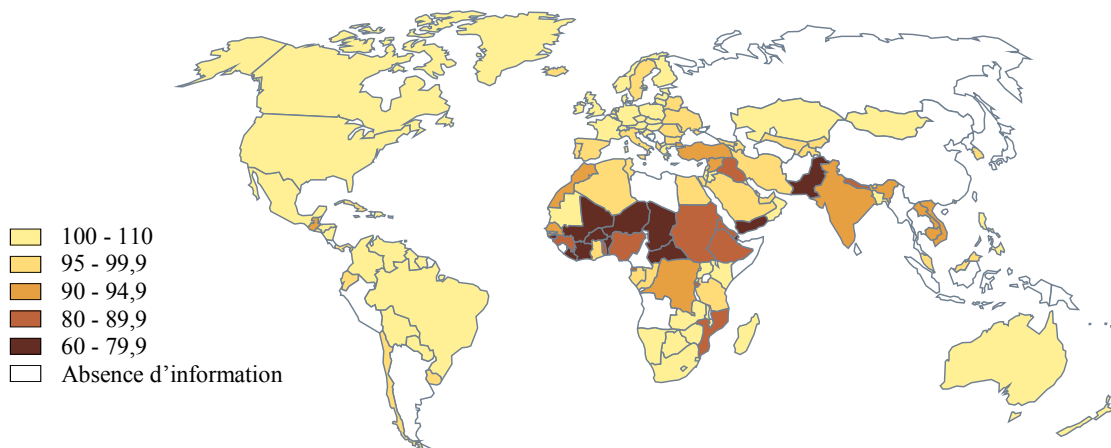 100 - 110
95 - 99,9
90 - 94,9
80 - 89,9
60 - 79,9
Absence d’information